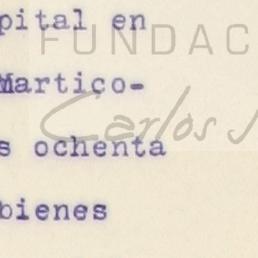 pital en
FUNDAC
Martiço-
Carlos
s ochenta
bienes